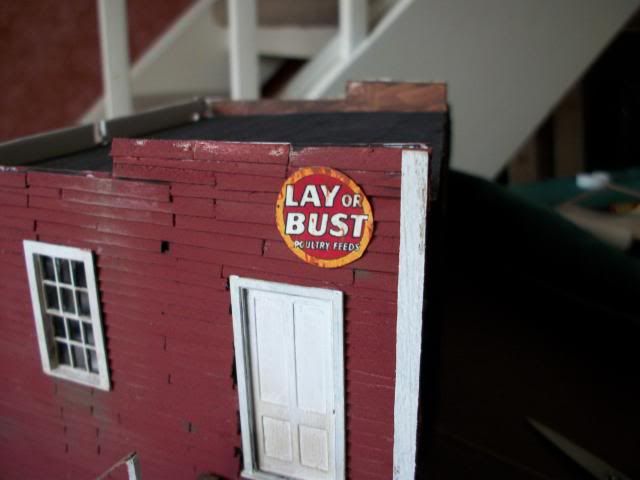 LAY OR
BUST
POULTRY FEEDS